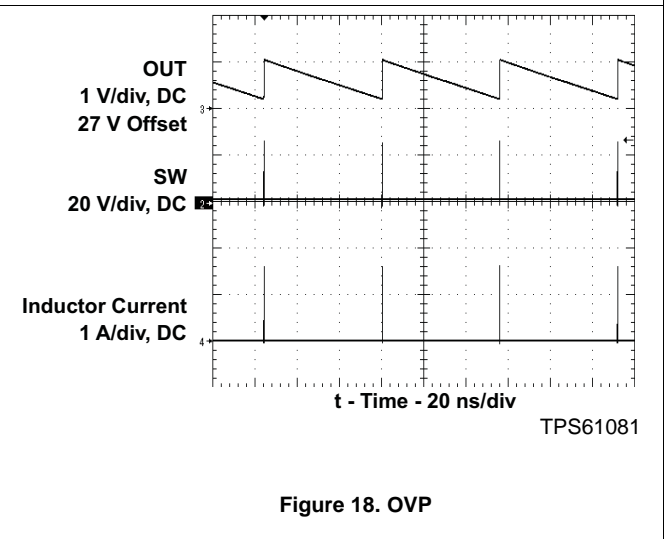 OUT
1 V/div, DC
27 V Offset
3
SW
20 V/div, DC
2
Inductor Current
1 A/div, DC
4
t - Time - 20 ns/div
TPS61081
Figure 18. OVP